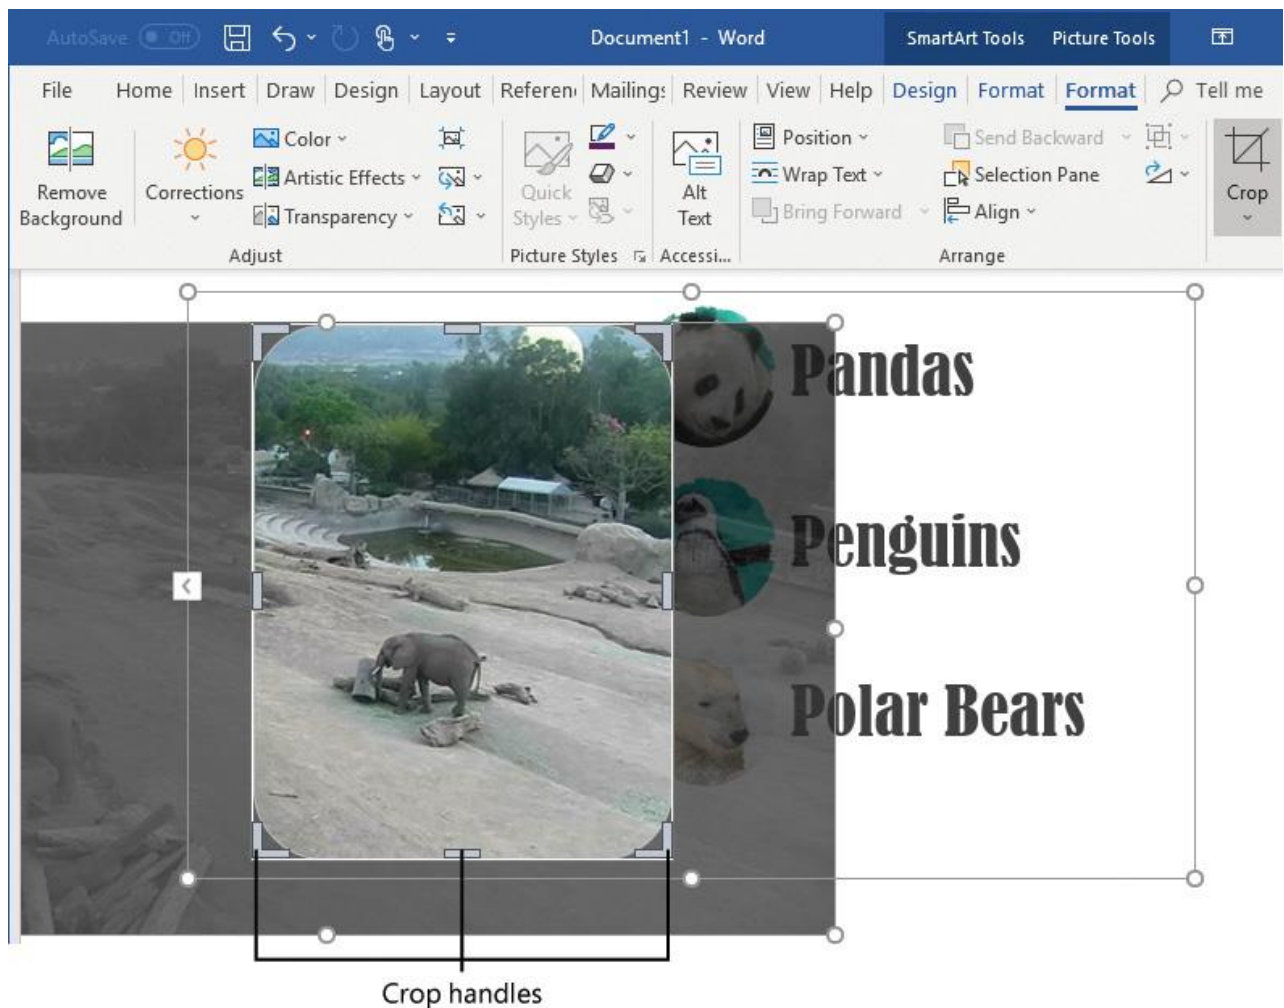 AutoSave Off Document1 - Word SmartArt Tools Picture Tools
File Home Insert Draw Design Layout Referen Mailings Review View Help Design Format Format Tell me
Remove Background
Corrections
Color
Artistic Effects
Transparency
Adjust
Quick Styles
Picture Styles
Alt Text
Accessi...
Position
Wrap Text
Bring Forward
Send Backward
Selection Pane
Align
Arrange
Crop
Pandas
Penguins
Polar Bears
Crop handles